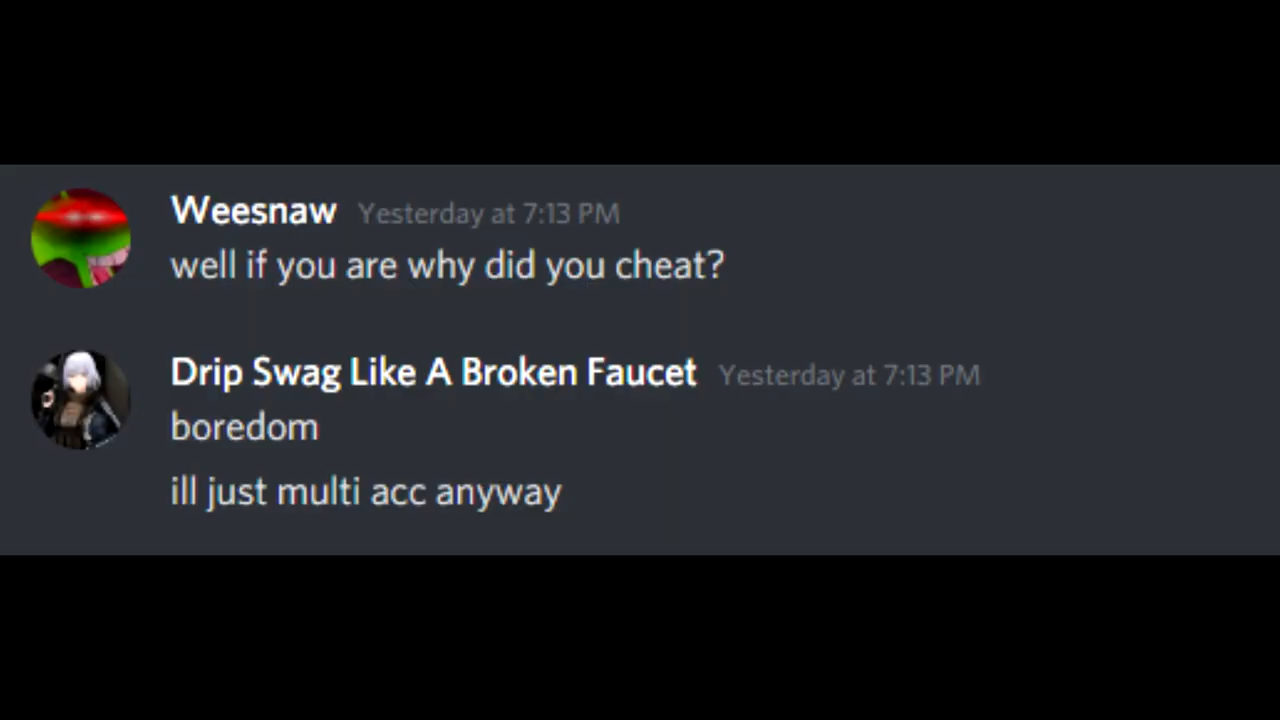 Weesnaw Yesterday at 7:13 PM
well if you are why did you cheat?
Drip Swag Like A Broken Faucet Yesterday at 7:13 PM
boredom
ill just multi acc anyway